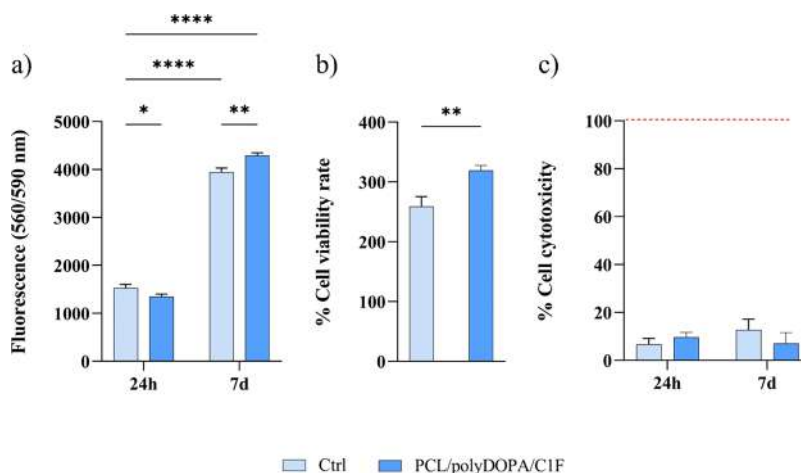 ****
a)
****
b)
c)
*
**
**
Fluorescence (560/590 nm)
5000
4000
3000
2000
1000
0
24h
7d
% Cell viability rate
400
300
200
100
0
% Cell cytotoxicity
100
80
60
40
20
0
24h
7d
Ctrl
PCL/polyDOPA/C1F